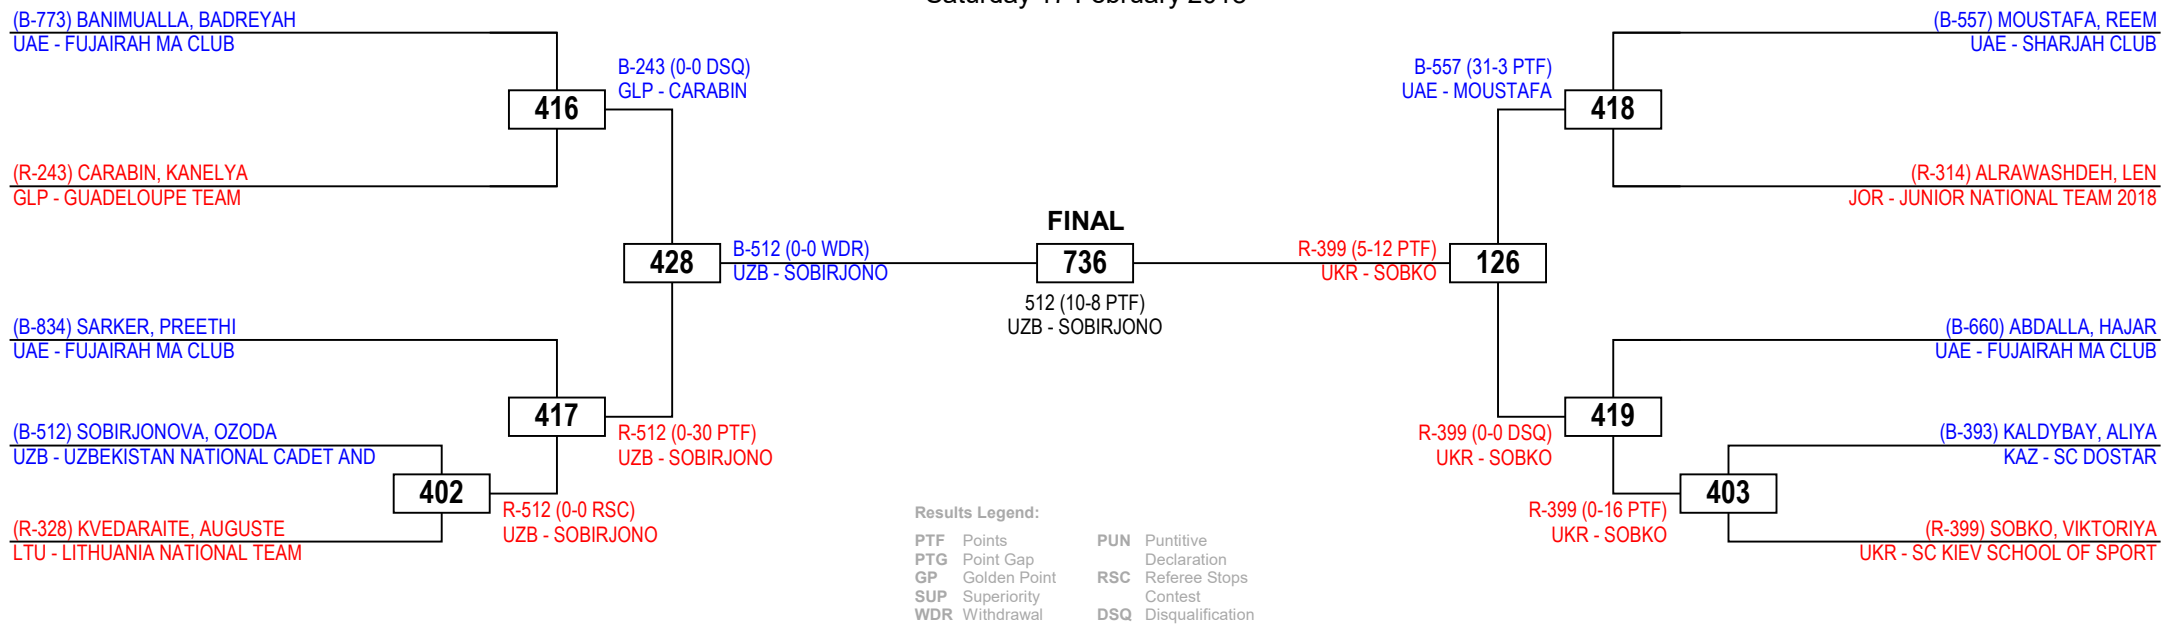 Saturday 17 February 2018
(B-773) BANIMUALLA, BADREYAH
UAE - FUJAIRAH MA CLUB
B-243 (0-0 DSQ)
GLP - CARABIN
416
(R-243) CARABIN, KANELYA
GLP - GUADELOUPE TEAM
428
B-512 (0-0 WDR)
UZB - SOBIRJONO
(B-834) SARKER, PREETHI
UAE - FUJAIRAH MA CLUB
417
R-512 (0-30 PTF)
UZB - SOBIRJONO
(B-512) SOBIRJONOVA, OZODA
UZB - UZBEKISTAN NATIONAL CADET AND
402
R-512 (0-0 RSC)
UZB - SOBIRJONO
(R-328) KVEDARAITE, AUGUSTE
LTU - LITHUANIA NATIONAL TEAM
FINAL
736
512 (10-8 PTF)
UZB - SOBIRJONO
(B-557) MOUSTAFA, REEM
UAE - SHARJAH CLUB
B-557 (31-3 PTF)
UAE - MOUSTAFA
418
(R-314) ALRAWASHDEH, LEN
JOR - JUNIOR NATIONAL TEAM 2018
R-399 (5-12 PTF)
UKR - SOBKO
126
(B-660) ABDALLA, HAJAR
UAE - FUJAIRAH MA CLUB
419
R-399 (0-0 DSQ)
UKR - SOBKO
(B-393) KALDYBAY, ALIYA
KAZ - SC DOSTAR
403
R-399 (0-16 PTF)
UKR - SOBKO
(R-399) SOBKO, VIKTORIYA
UKR - SC KIEV SCHOOL OF SPORT
Results Legend:
PTF Points
PTG Point Gap
GP Golden Point
SUP Superiority
WDR Withdrawal
PUN Puntitive
Declaration
RSC Referee Stops
Contest
DSQ Disqualification